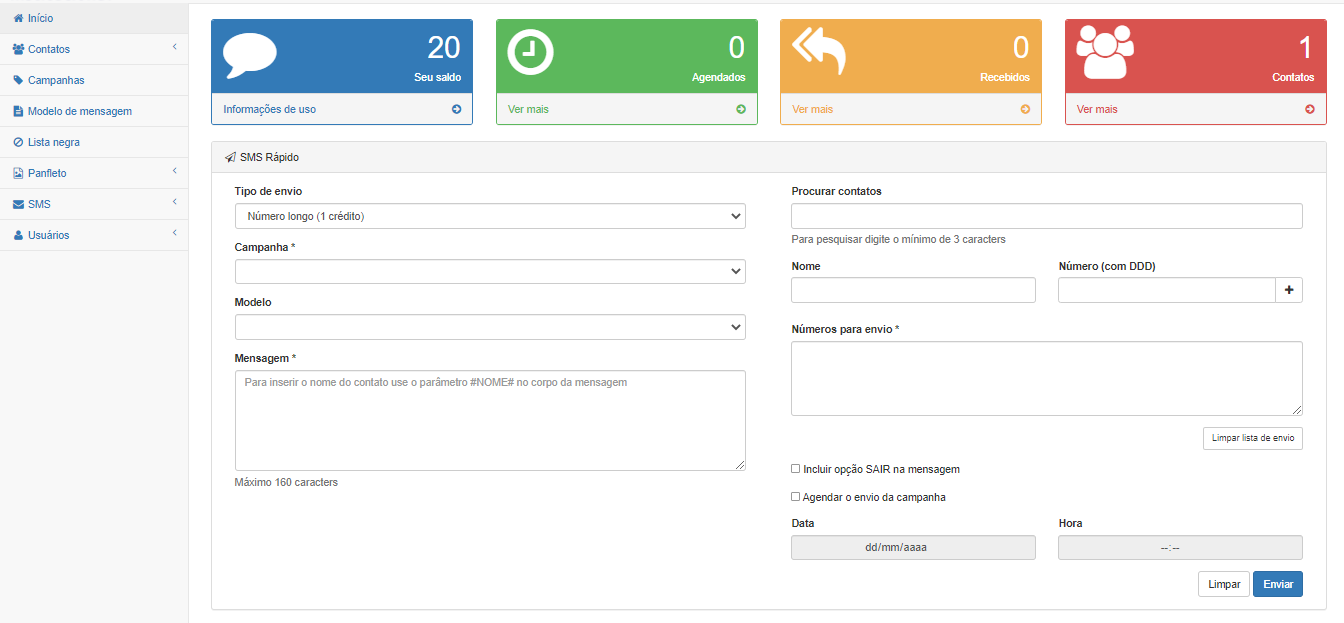 Início
Contatos
Campanhas
Modelo de mensagem
Lista negra
Panfleto
SMS
Usuários
20
Seu saldo
Informações de uso
0
Agendados
Ver mais
0
Recebidos
Ver mais
1
Contatos
Ver mais
SMS Rápido
Tipo de envio
Número longo (1 crédito)
Campanha *
Modelo
Mensagem *
Para inserir o nome do contato use o parâmetro #NOME# no corpo da mensagem
Máximo 160 caracters
Procurar contatos
Para pesquisar digite o mínimo de 3 caracters
Nome
Número (com DDD)
+
Números para envio *
Limpar lista de envio
Incluir opção SAIR na mensagem
Agendar o envio da campanha
Data
Hora
dd/mm/aaaa
--:--
Limpar
Enviar